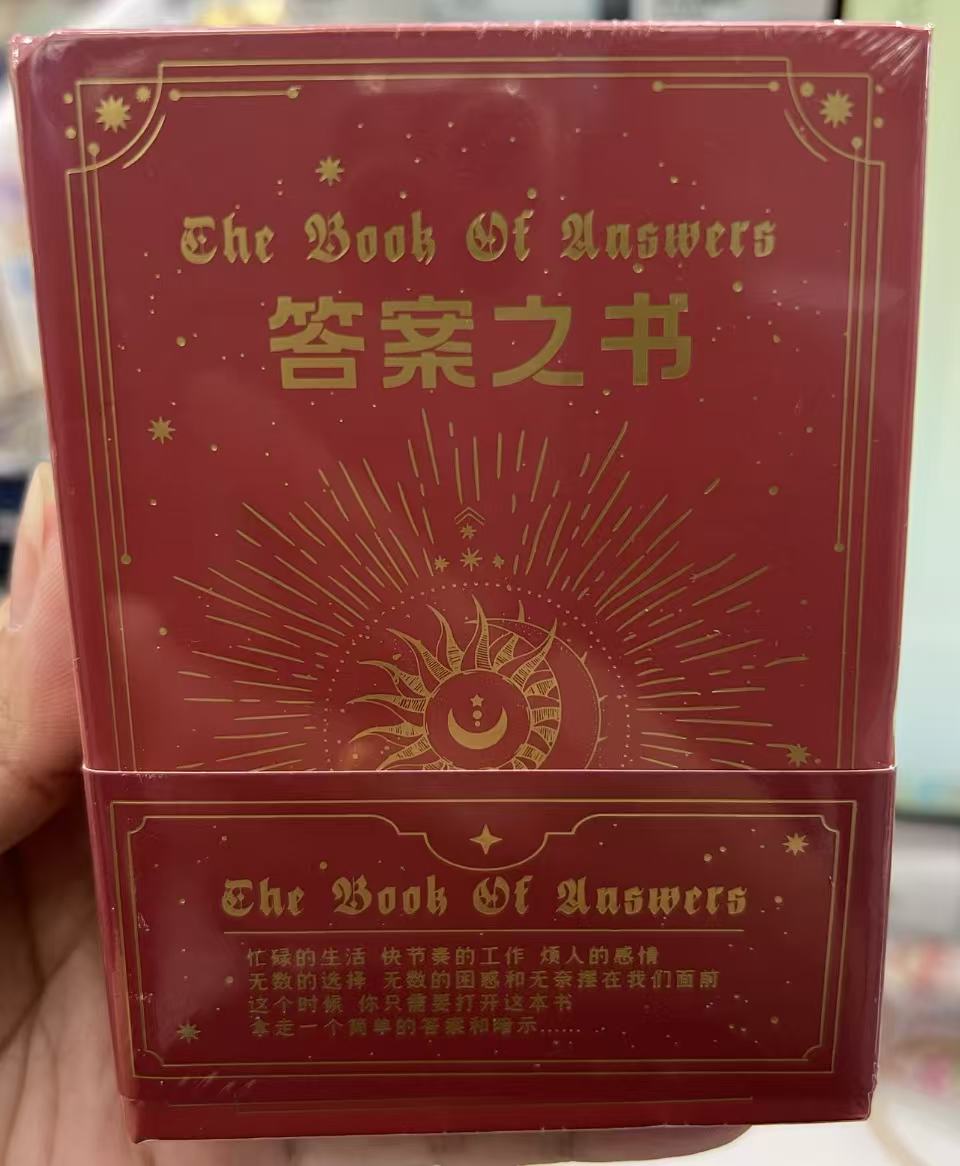 The Book Of Answers
答案之书
The Book Of Answers
忙碌的生活 快节奏的工作 烦人的感情
无数的选择 无数的困惑和无奈摆在我们面前
这个时候 你只需要打开这本书
拿走一个简单的答案和暗示......